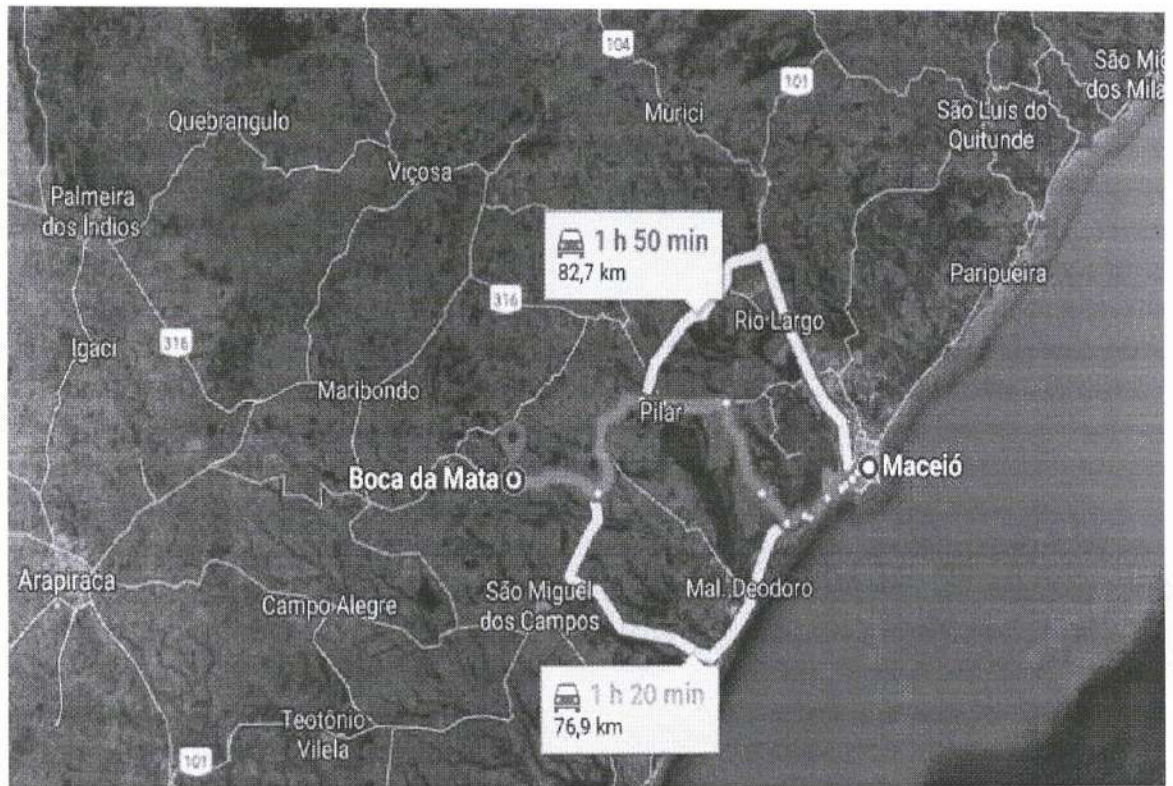 104
São Mi
dos Mila
101
Murici
São Luís do
Quitunde
Quebrangulo
Viçosa
Palmeira
dos Índios
1 h 50 min
82,7 km
Paripueira
316
Rio Largo
316
Igaci
Maribondo
Pilar
Boca da Mata
Maceió
Arapiraca
São Miguel
dos Campos
Mal. Deodoro
Campo Alegre
1 h 20 min
76,9 km
Teotônio
Vilela
101